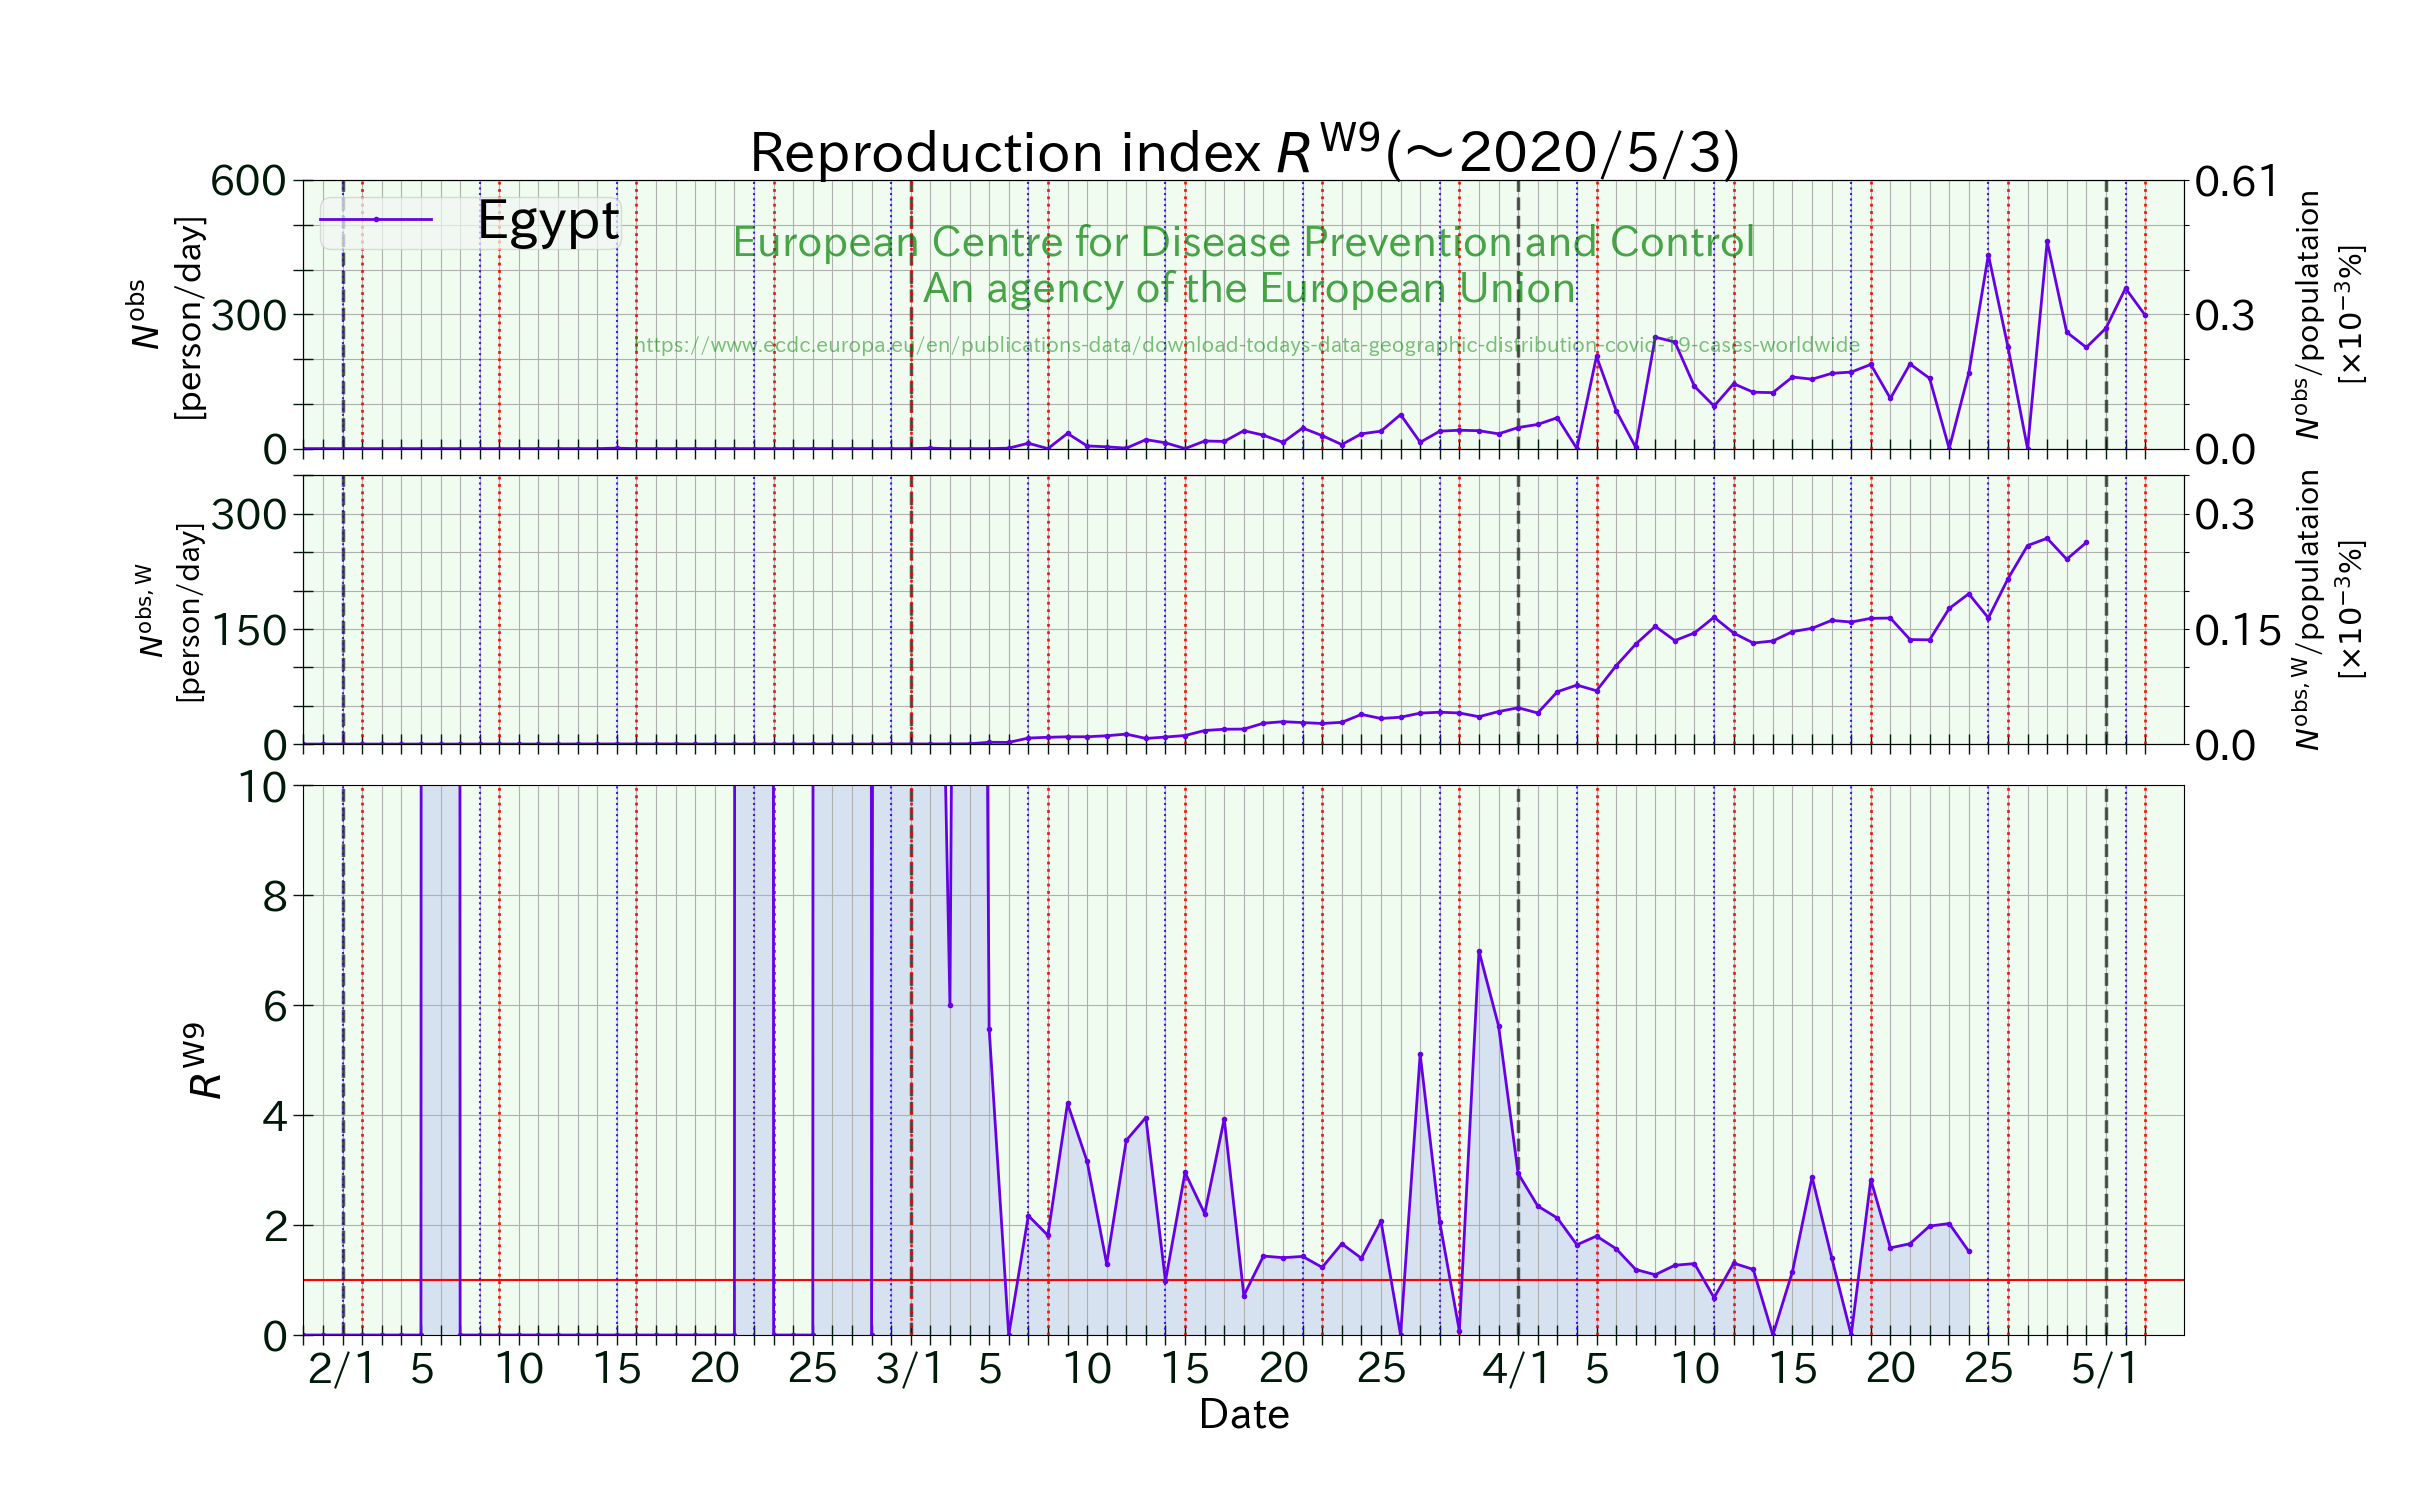 Reproduction index R^W9(～2020/5/3)
Egypt
European Centre for Disease Prevention and Control
An agency of the European Union
https://www.ecdc.europa.eu/en/publications-data/download-todays-data-geographic-distribution-covid-19-cases-worldwide
N^obs
[person/day]
600
300
0
0.61
0.3
0.0
N^obs/populataion
[×10^−3%]
N^obs,W
[person/day]
300
150
0
0.3
0.15
0.0
N^obs,W/populataion
[×10^−3%]
R^W9
10
8
6
4
2
0
2/1 5 10 15 20 25 3/1 5 10 15 20 25 4/1 5 10 15 20 25 5/1
Date